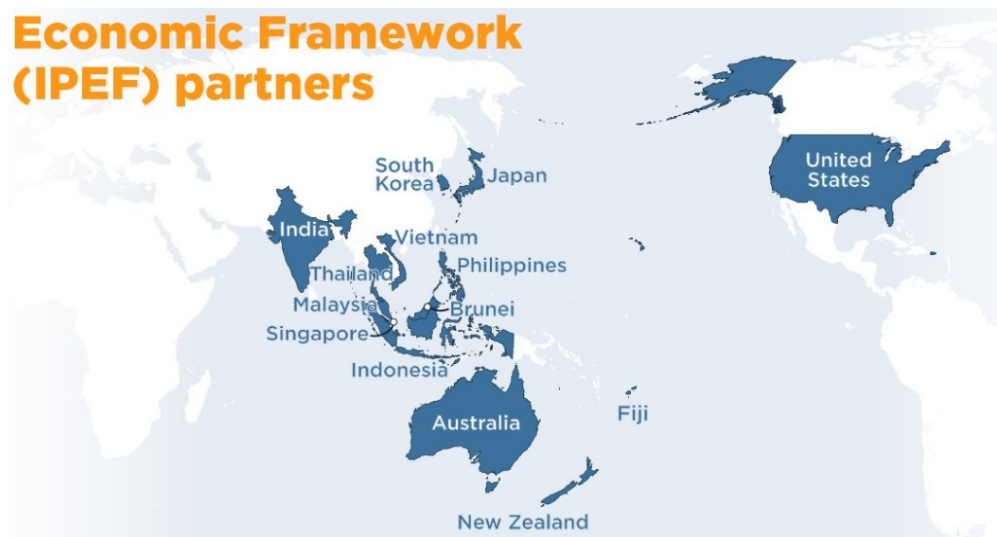 Economic Framework
(IPEF) partners
South
Korea
Japan
United
States
India
Vietnam
Thailand
Philippines
Malaysia
Brunei
Singapore
Indonesia
Australia
Fiji
New Zealand